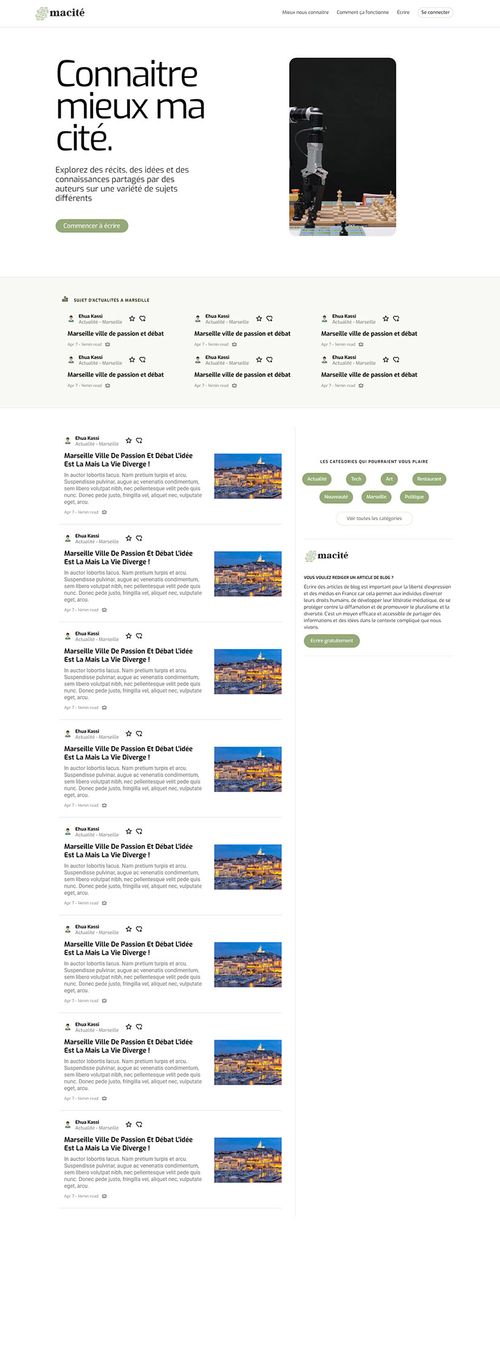 macité
Mieux nous connaitre
Comment ça fonctionne
Ecrire
Se connecter
Connaitre
mieux ma
cité.
Explorez des récits, des idées et des
connaissances partagés par des
auteurs sur une variété de sujets
différents
Commencer à écrire
SUJET D'ACTUALITES A MARSEILLE
Ehua Kassi
Actualité - Marseille
Marseille ville de passion et débat
Apr 7 -
read
Ehua Kassi
Actualité - Marseille
Marseille ville de passion et débat
Apr 7 -
read
Ehua Kassi
Actualité - Marseille
Marseille ville de passion et débat
Apr 7 -
read
Ehua Kassi
Actualité - Marseille
Marseille ville de passion et débat
Apr 7 -
read
Ehua Kassi
Actualité - Marseille
Marseille ville de passion et débat
Apr 7 -
read
Ehua Kassi
Actualité - Marseille
Marseille ville de passion et débat
Apr 7 -
read
Ehua Kassi
Actualité - Marseille
Marseille Ville De Passion Et Débat L'idée
Est La Mais La Vie Diverge !
In auctor lobortis lacus. Nam pretium turpis et arcu.
Suspendisse pulvinar, augue ac venenatis condimentum,
sem libero volutpat nibh, nec pellentesque velit pede quis
nunc. Donec pede justo, fringilla vel, aliquet nec, vulputate
eget, arcu.
Apr 7 -
read
Ehua Kassi
Actualité - Marseille
Marseille Ville De Passion Et Débat L'idée
Est La Mais La Vie Diverge !
In auctor lobortis lacus. Nam pretium turpis et arcu.
Suspendisse pulvinar, augue ac venenatis condimentum,
sem libero volutpat nibh, nec pellentesque velit pede quis
nunc. Donec pede justo, fringilla vel, aliquet nec, vulputate
eget, arcu.
Apr 7 -
read
Ehua Kassi
Actualité - Marseille
Marseille Ville De Passion Et Débat L'idée
Est La Mais La Vie Diverge !
In auctor lobortis lacus. Nam pretium turpis et arcu.
Suspendisse pulvinar, augue ac venenatis condimentum,
sem libero volutpat nibh, nec pellentesque velit pede quis
nunc. Donec pede justo, fringilla vel, aliquet nec, vulputate
eget, arcu.
Apr 7 -
read
Ehua Kassi
Actualité - Marseille
Marseille Ville De Passion Et Débat L'idée
Est La Mais La Vie Diverge !
In auctor lobortis lacus. Nam pretium turpis et arcu.
Suspendisse pulvinar, augue ac venenatis condimentum,
sem libero volutpat nibh, nec pellentesque velit pede quis
nunc. Donec pede justo, fringilla vel, aliquet nec, vulputate
eget, arcu.
Apr 7 -
read
Ehua Kassi
Actualité - Marseille
Marseille Ville De Passion Et Débat L'idée
Est La Mais La Vie Diverge !
In auctor lobortis lacus. Nam pretium turpis et arcu.
Suspendisse pulvinar, augue ac venenatis condimentum,
sem libero volutpat nibh, nec pellentesque velit pede quis
nunc. Donec pede justo, fringilla vel, aliquet nec, vulputate
eget, arcu.
Apr 7 -
read
Ehua Kassi
Actualité - Marseille
Marseille Ville De Passion Et Débat L'idée
Est La Mais La Vie Diverge !
In auctor lobortis lacus. Nam pretium turpis et arcu.
Suspendisse pulvinar, augue ac venenatis condimentum,
sem libero volutpat nibh, nec pellentesque velit pede quis
nunc. Donec pede justo, fringilla vel, aliquet nec, vulputate
eget, arcu.
Apr 7 -
read
Ehua Kassi
Actualité - Marseille
Marseille Ville De Passion Et Débat L'idée
Est La Mais La Vie Diverge !
In auctor lobortis lacus. Nam pretium turpis et arcu.
Suspendisse pulvinar, augue ac venenatis condimentum,
sem libero volutpat nibh, nec pellentesque velit pede quis
nunc. Donec pede justo, fringilla vel, aliquet nec, vulputate
eget, arcu.
Apr 7 -
read
Ehua Kassi
Actualité - Marseille
Marseille Ville De Passion Et Débat L'idée
Est La Mais La Vie Diverge !
In auctor lobortis lacus. Nam pretium turpis et arcu.
Suspendisse pulvinar, augue ac venenatis condimentum,
sem libero volutpat nibh, nec pellentesque velit pede quis
nunc. Donec pede justo, fringilla vel, aliquet nec, vulputate
eget, arcu.
Apr 7 -
read
LES CATEGORIES QUI POURRAIENT VOUS PLAIRE
Actualité
Tech
Art
Restaurant
Nouveauté
Marseille
Politique
Voir toutes les catégories
macité
VOUS VOULEZ REDIGER UN ARTICLE DE BLOG ?
Écrire des articles de blog est important pour la liberté d'expression
et des médias en France car cela permet aux individus d'exercer
leurs droits humains, de développer leur littératie médiatique, de se
protéger contre la diffamation et de promouvoir le pluralisme et la
diversité. C'est un moyen efficace et accessible de partager des
informations et des idées dans le contexte complique que nous
vivons.
Ecrire gratuitement